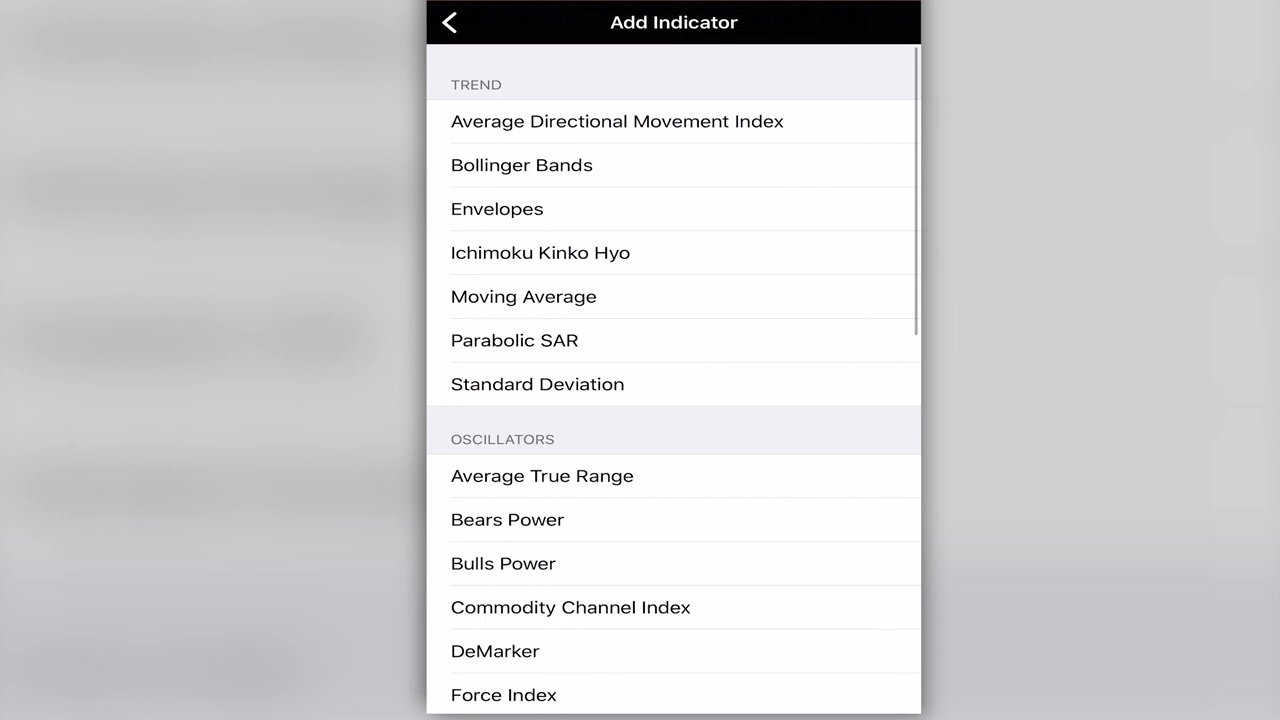 Add Indicator
TREND
Average Directional Movement Index
Bollinger Bands
Envelopes
Ichimoku Kinko Hyo
Moving Average
Parabolic SAR
Standard Deviation
OSCILLATORS
Average True Range
Bears Power
Bulls Power
Commodity Channel Index
DeMarker
Force Index